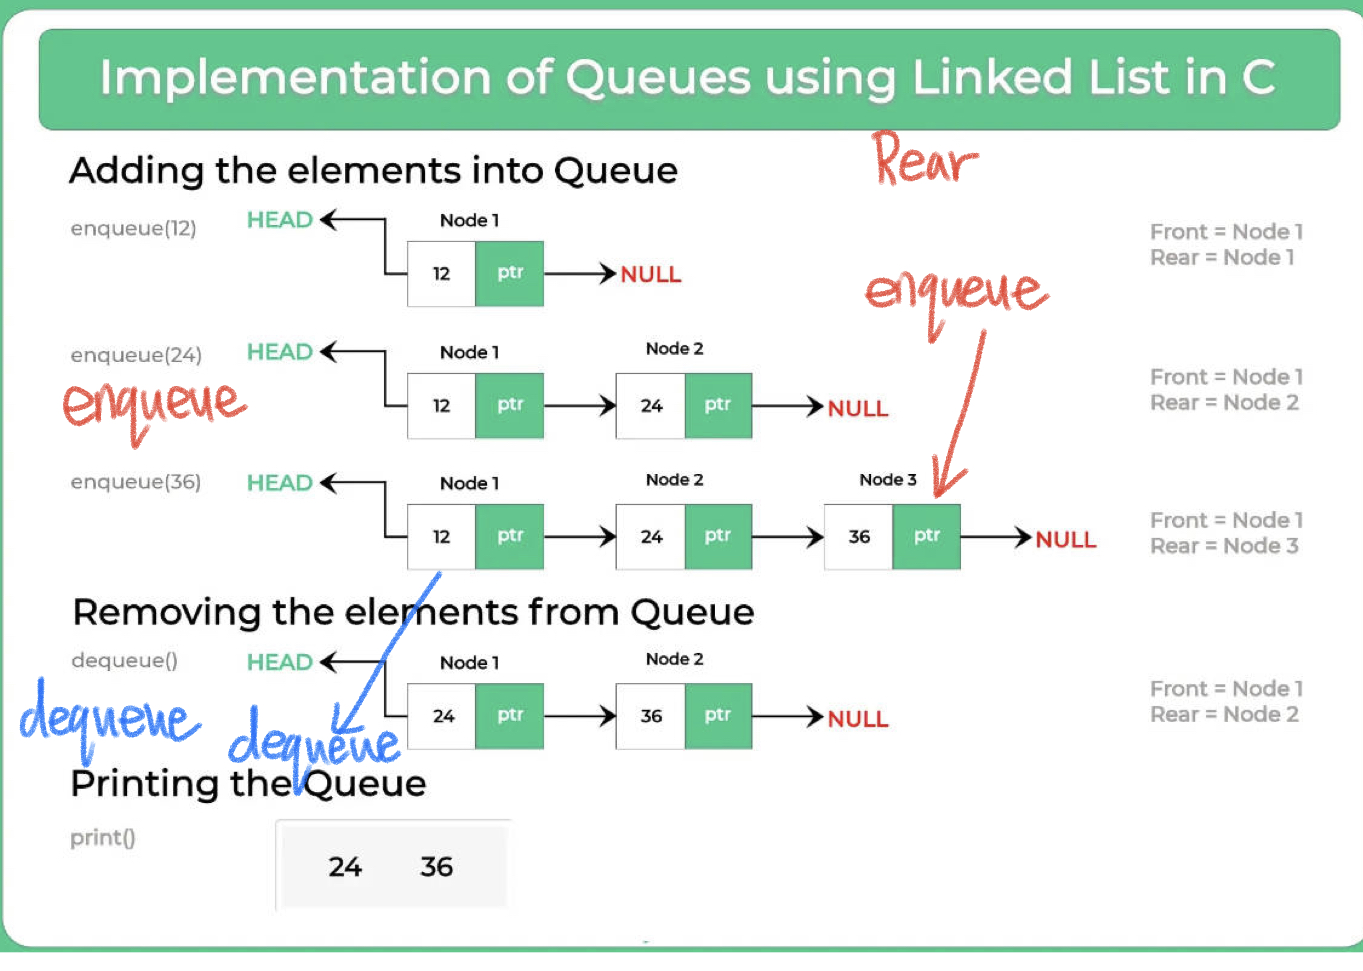 Implementation of Queues using Linked List in C
Rear
Adding the elements into Queue
enqueue(12)
HEAD
Node 1
12 ptr
NULL
Front = Node 1
Rear = Node 1
enqueue
enqueue(24)
HEAD
Node 1
Node 2
12 ptr 24 ptr
NULL
Front = Node 1
Rear = Node 2
enqueue
enqueue(36)
HEAD
Node 1
Node 2
Node 3
12 ptr 24 ptr 36 ptr
NULL
Front = Node 1
Rear = Node 3
Removing the elements from Queue
dequeue()
HEAD
Node 1
Node 2
24 ptr 36 ptr
NULL
Front = Node 1
Rear = Node 2
dequeue
dequeue
Printing the Queue
print()
24 36